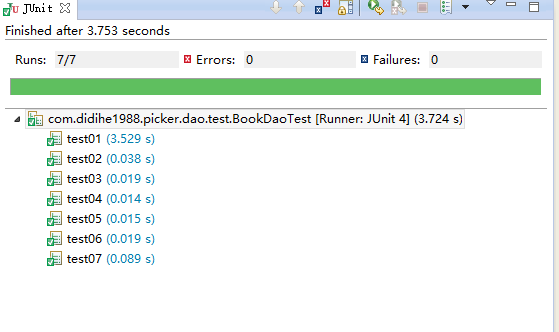 JUnit
Finished after 3.753 seconds
Runs: 7/7 Errors: 0 Failures: 0
com.didihe1988.picker.dao.test.BookDaoTest [Runner: JUnit 4] (3.724 s)
test01 (3.529 s)
test02 (0.038 s)
test03 (0.019 s)
test04 (0.014 s)
test05 (0.015 s)
test06 (0.019 s)
test07 (0.089 s)